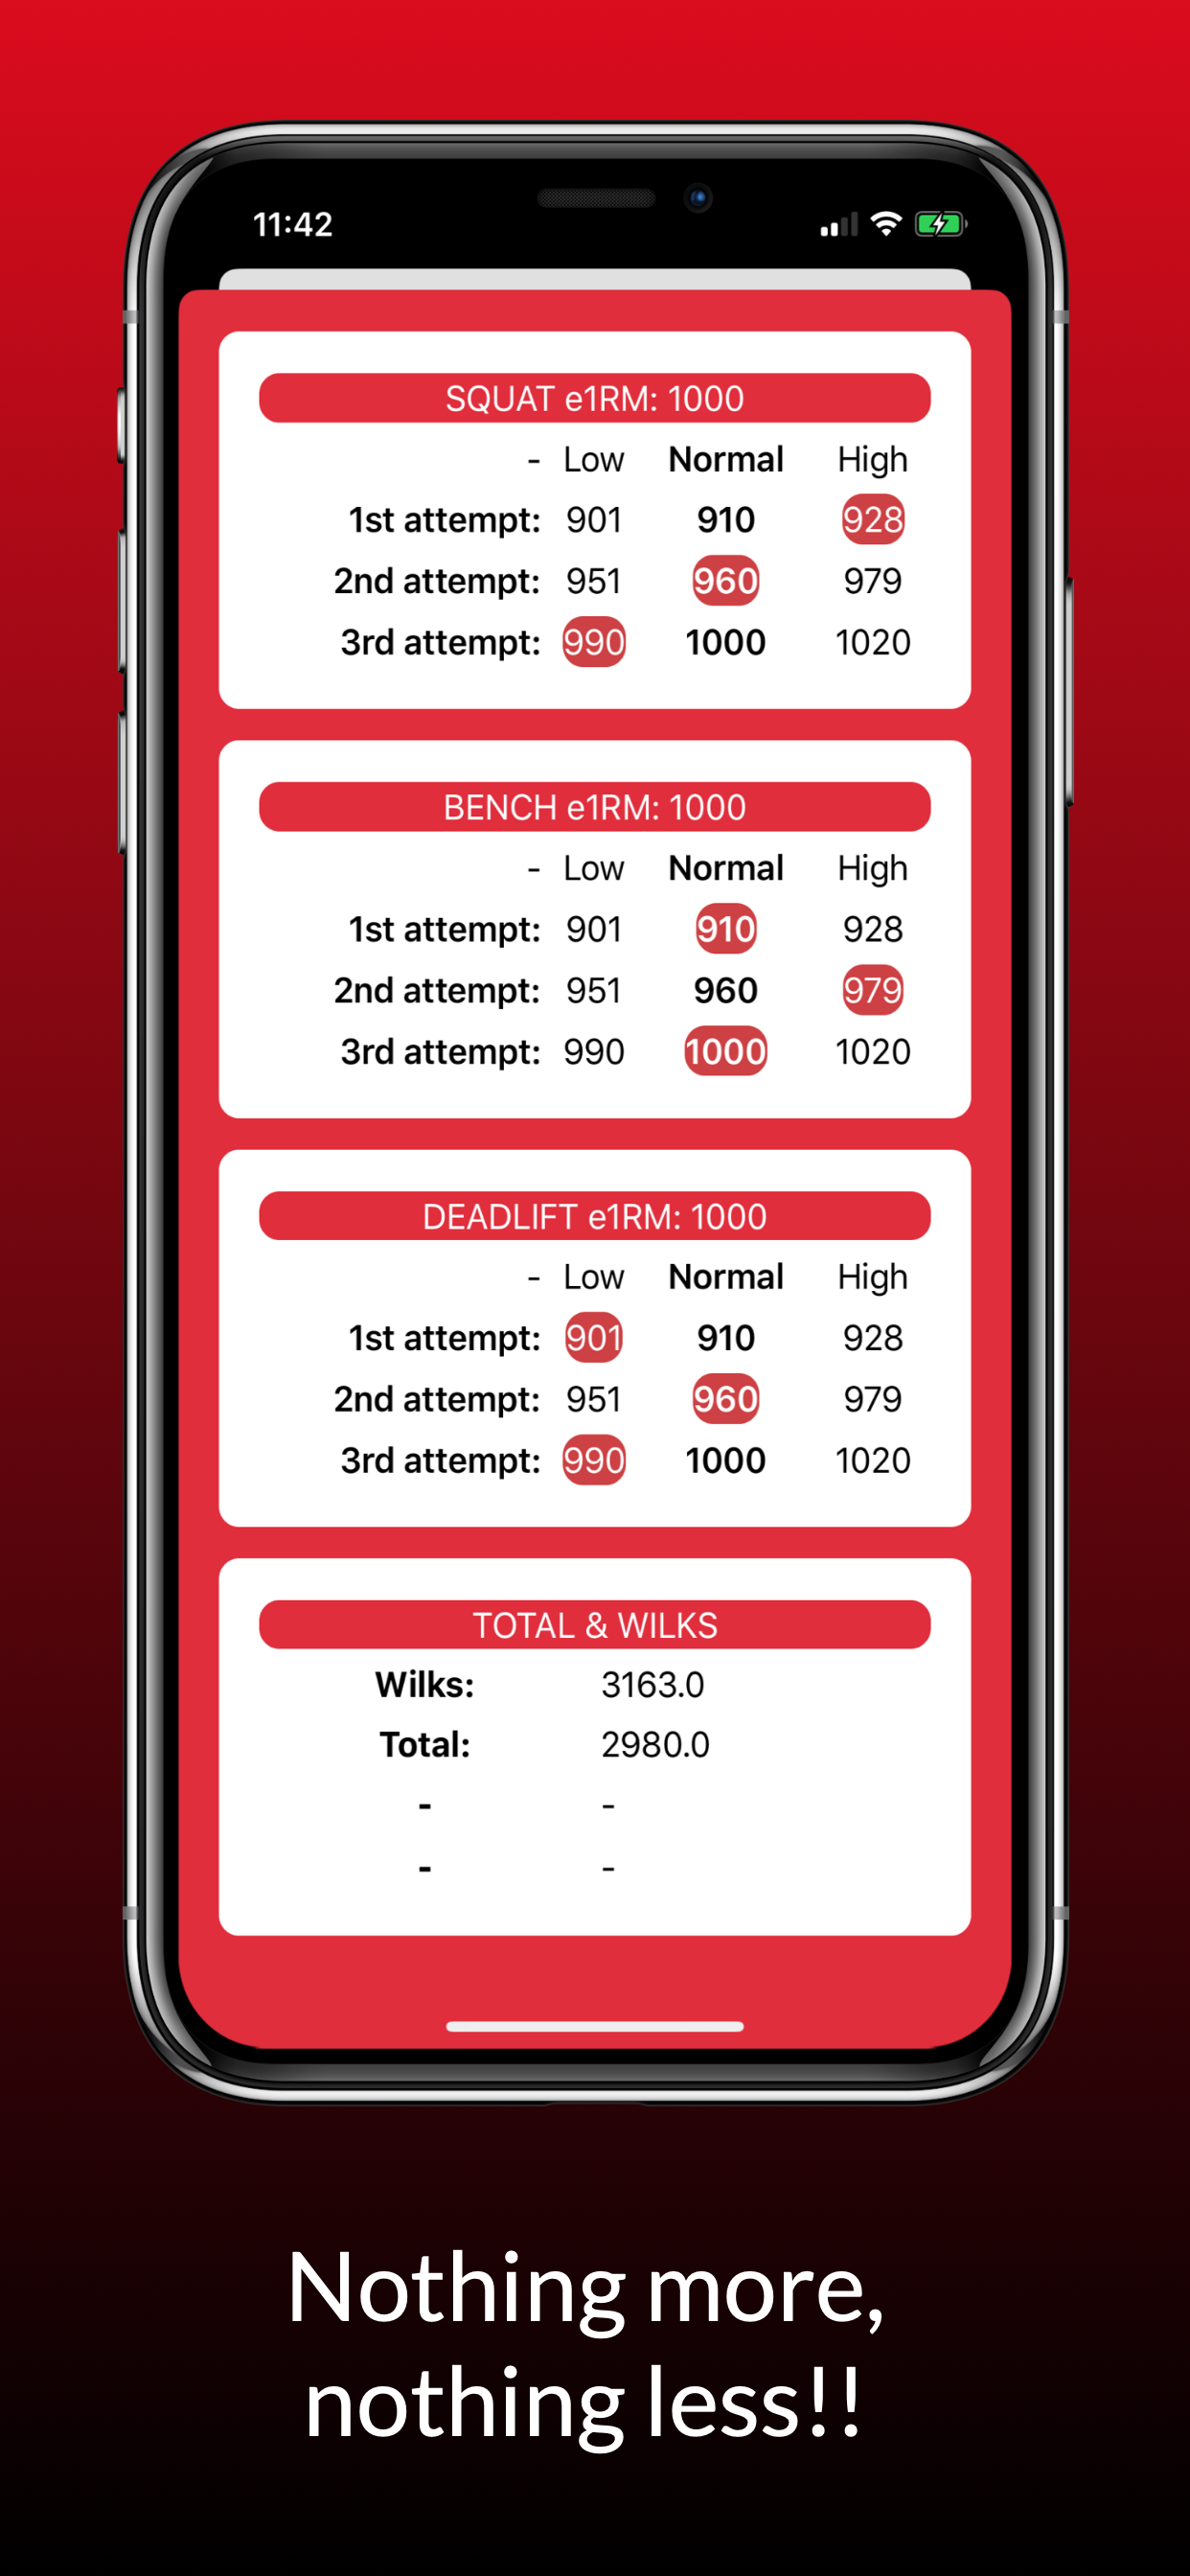 11:42
SQUAT e1RM: 1000
- Low Normal High
1st attempt: 901 910 928
2nd attempt: 951 960 979
3rd attempt: 990 1000 1020
BENCH e1RM: 1000
- Low Normal High
1st attempt: 901 910 928
2nd attempt: 951 960 979
3rd attempt: 990 1000 1020
DEADLIFT e1RM: 1000
- Low Normal High
1st attempt: 901 910 928
2nd attempt: 951 960 979
3rd attempt: 990 1000 1020
TOTAL & WILKS
Wilks: 3163.0
Total: 2980.0
- -
- -
Nothing more,
nothing less!!